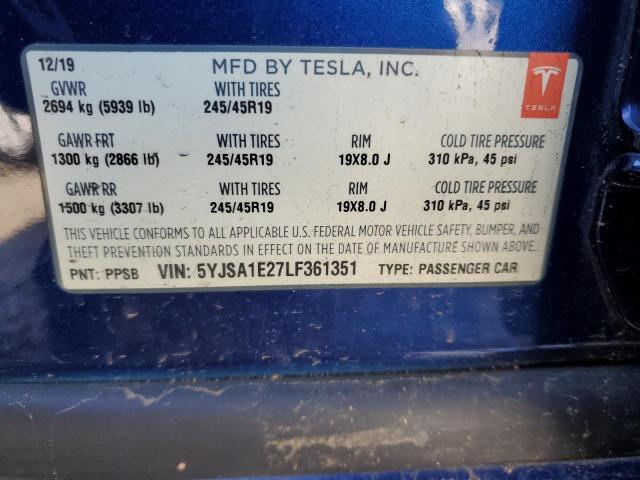 12/19 MFD BY TESLA, INC.
GVWR WITH TIRES
2694 kg (5939 lb) 245/45R19
TESLA
GAWR FRT WITH TIRES RIM COLD TIRE PRESSURE
1300 kg (2866 lb) 245/45R19 19X8.0 J 310 kPa, 45 psi
GAWR RR WITH TIRES RIM COLD TIRE PRESSURE
1500 kg (3307 lb) 245/45R19 19X8.0 J 310 kPa, 45 psi
THIS VEHICLE CONFORMS TO ALL APPLICABLE U.S. FEDERAL MOTOR VEHICLE SAFETY, BUMPER, AND
THEFT PREVENTION STANDARDS IN EFFECT ON THE DATE OF MANUFACTURE SHOWN ABOVE.
PNT: PPSB VIN: 5YJSA1E27LF361351 TYPE: PASSENGER CAR